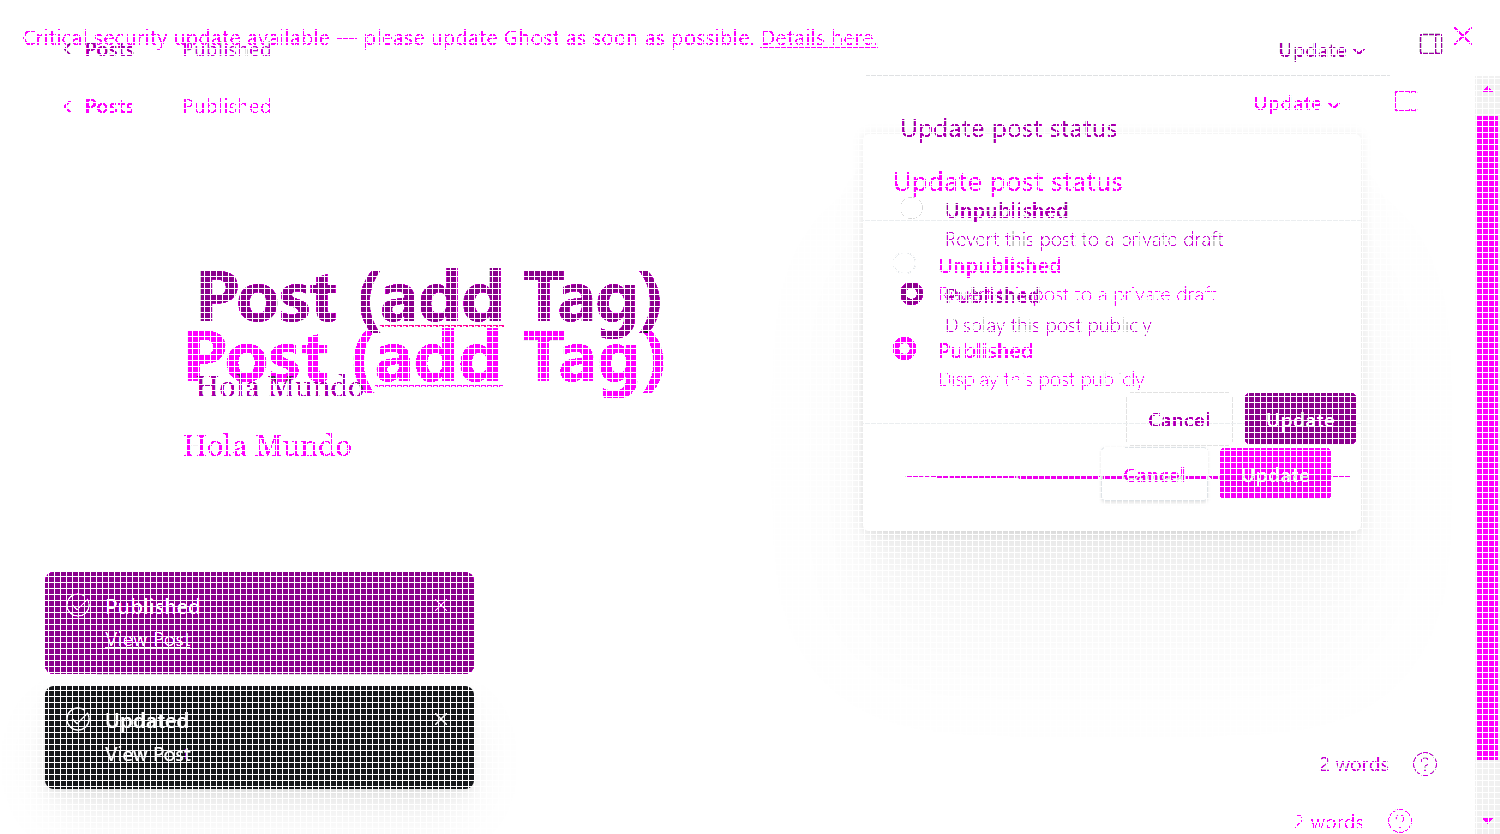 Critical security update available — please update Ghost as soon as possible. Details here.
Posts Published Update
Posts Published Update
Update post status
Update post status
Unpublished
Revert this post to a private draft
Unpublished
Revert this post to a private draft
Published
Display this post publicly
Published
Display this post publicly
Cancel Update
Cancel Update
Post (add Tag)
Post (add Tag)
Hola Mundo
Hola Mundo
Published
View Post
Updated
View Post
2 words ?
2 words ?